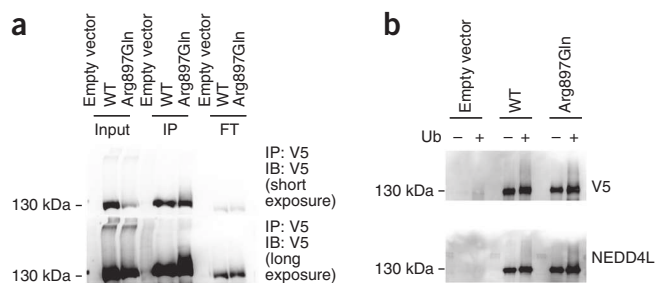 a
Empty vector
WT
Arg897Gln
Empty vector
WT
Arg897Gln
Empty vector
WT
Arg897Gln
Input
IP
FT
IP: V5
IB: V5
(short
exposure)
130 kDa –
IP: V5
IB: V5
(long
exposure)
130 kDa –
b
Empty
vector
WT
Arg897Gln
Ub – + – + – +
130 kDa –
V5
130 kDa –
NEDD4L